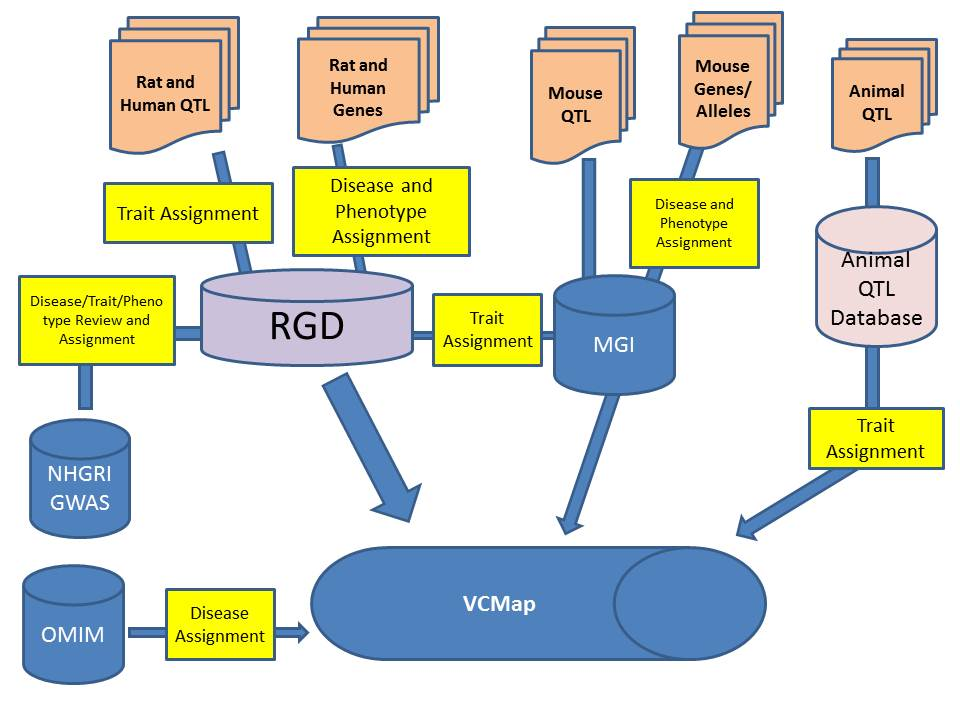 Rat and
Human QTL
Rat and
Human
Genes
Mouse
QTL
Mouse
Genes/
Alleles
Animal
QTL
Trait Assignment
Disease and
Phenotype
Assignment
Disease and
Phenotype
Assignment
Animal
QTL
Database
Disease/Trait/Pheno
type Review and
Assignment
RGD
Trait
Assignment
MGI
Trait
Assignment
NHGRI
GWAS
OMIM
Disease
Assignment
VCMap